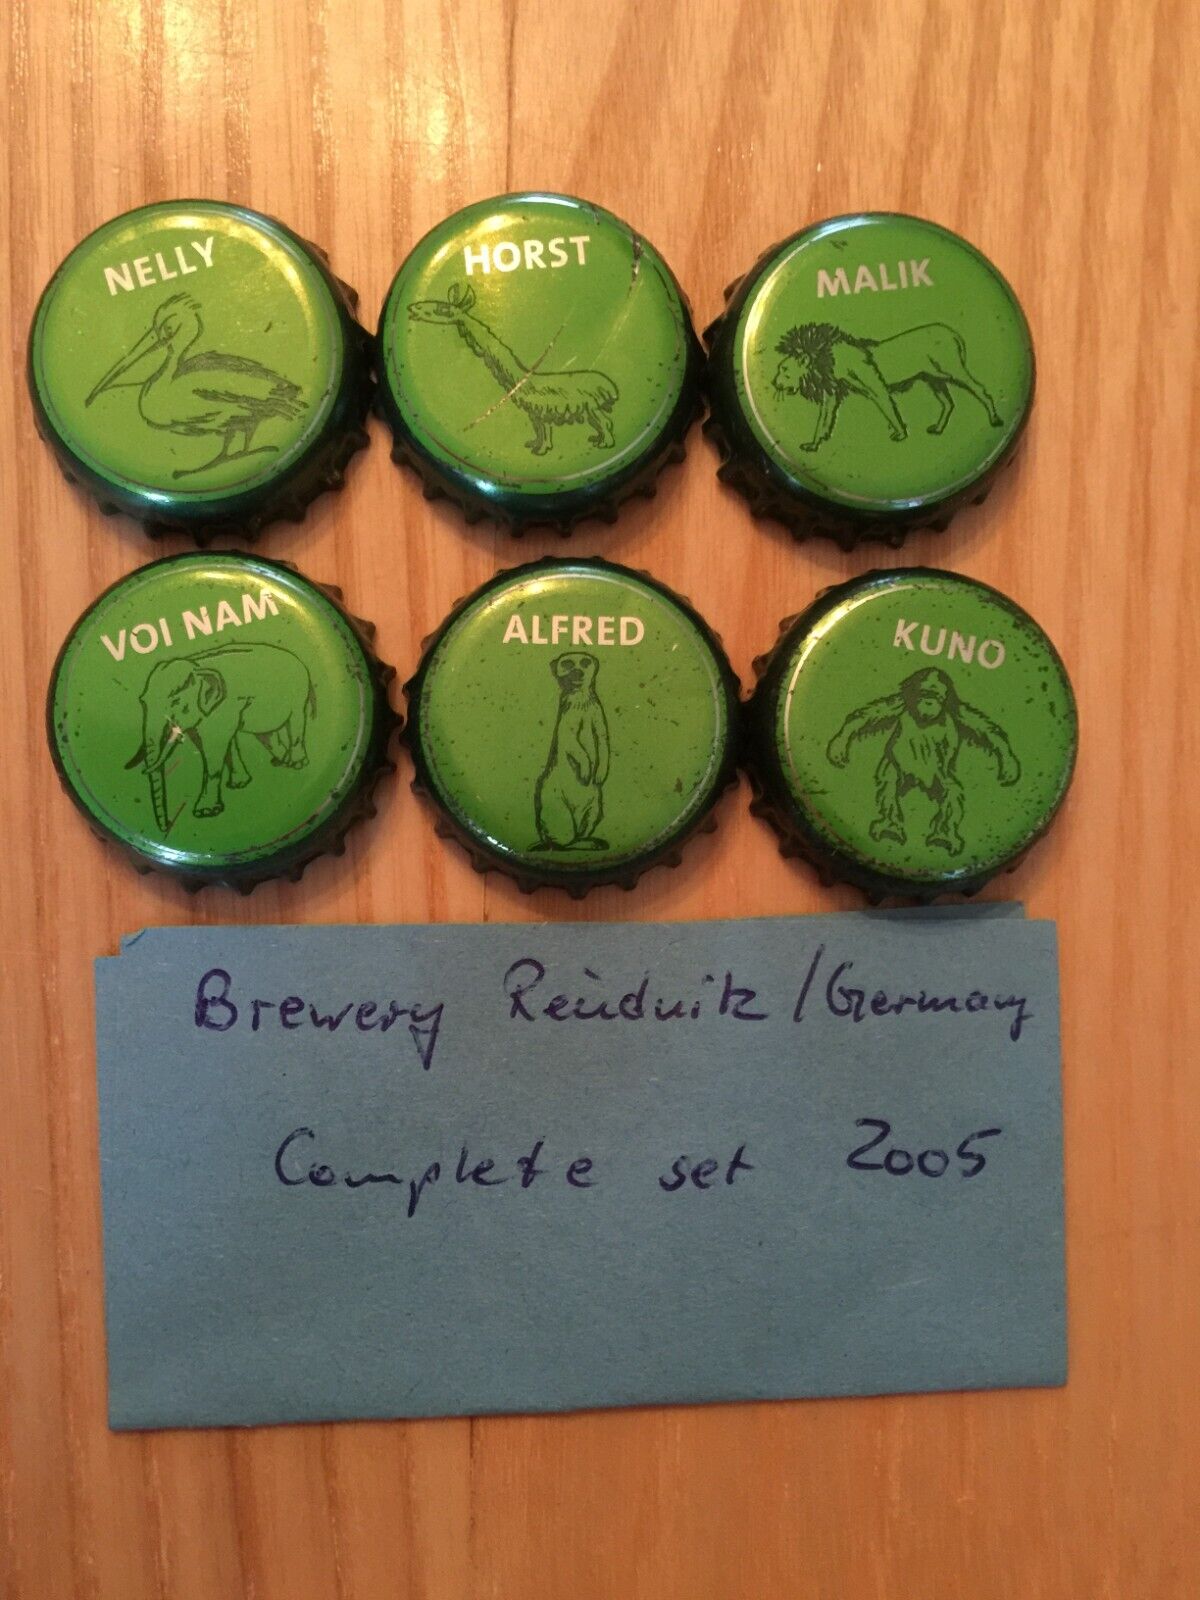 NELLY
HORST
MALIK
VOI NAM
ALFRED
KUNO
Brewery Reudnitz / Germany
Complete set 2005